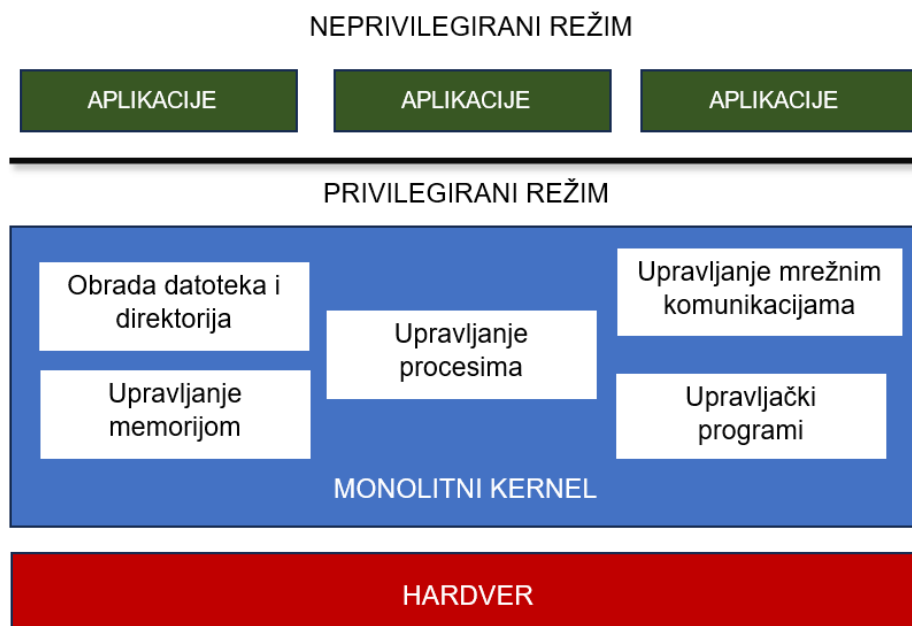 NEPRIVILEGIRANI REŽIM
APLIKACIJE
APLIKACIJE
APLIKACIJE
PRIVILEGIRANI REŽIM
Obrada datoteka i
direktorija
Upravljanje
memorijom
Upravljanje
procesima
Upravljanje mrežnim
komunikacijama
Upravljački
programi
MONOLITNI KERNEL
HARDVER